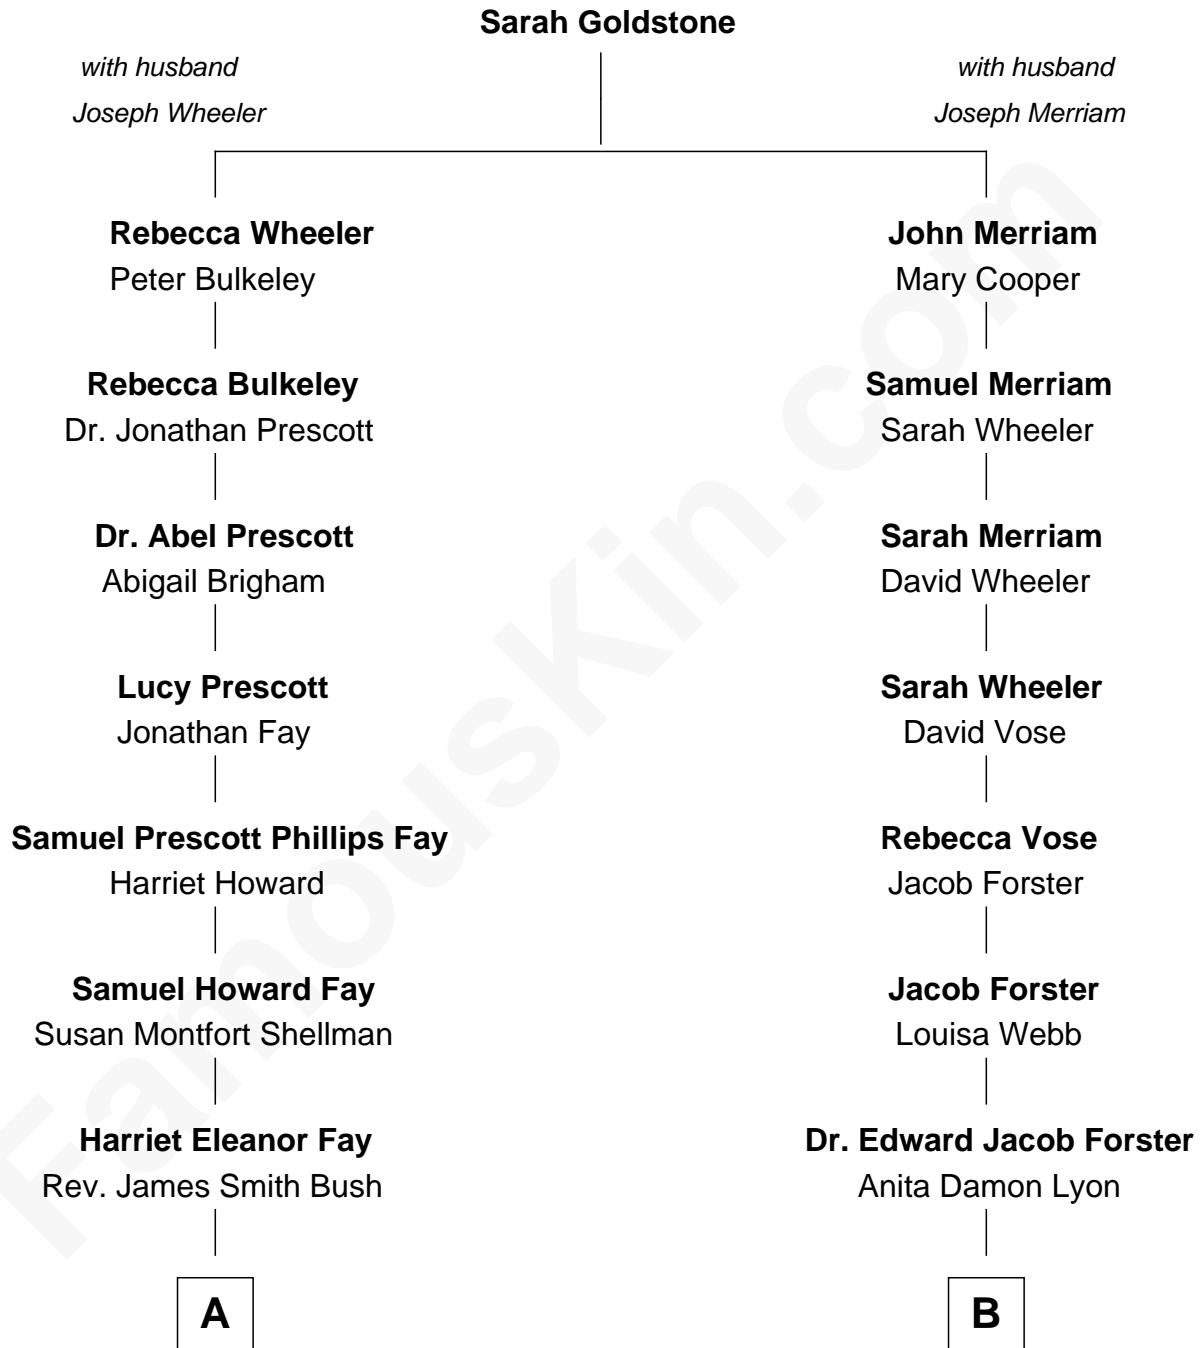 Sarah Goldstone
with husband
Joseph Wheeler
with husband
Joseph Merriam
Rebecca Wheeler
Peter Bulkeley
John Merriam
Mary Cooper
Rebecca Bulkeley
Dr. Jonathan Prescott
Samuel Merriam
Sarah Wheeler
Dr. Abel Prescott
Abigail Brigham
Sarah Merriam
David Wheeler
Lucy Prescott
Jonathan Fay
Sarah Wheeler
David Vose
Samuel Prescott Phillips Fay
Harriet Howard
Rebecca Vose
Jacob Forster
Samuel Howard Fay
Susan Montfort Shellman
Jacob Forster
Louisa Webb
Harriet Eleanor Fay
Rev. James Smith Bush
Dr. Edward Jacob Forster
Anita Damon Lyon
A
B
FamousKin.com